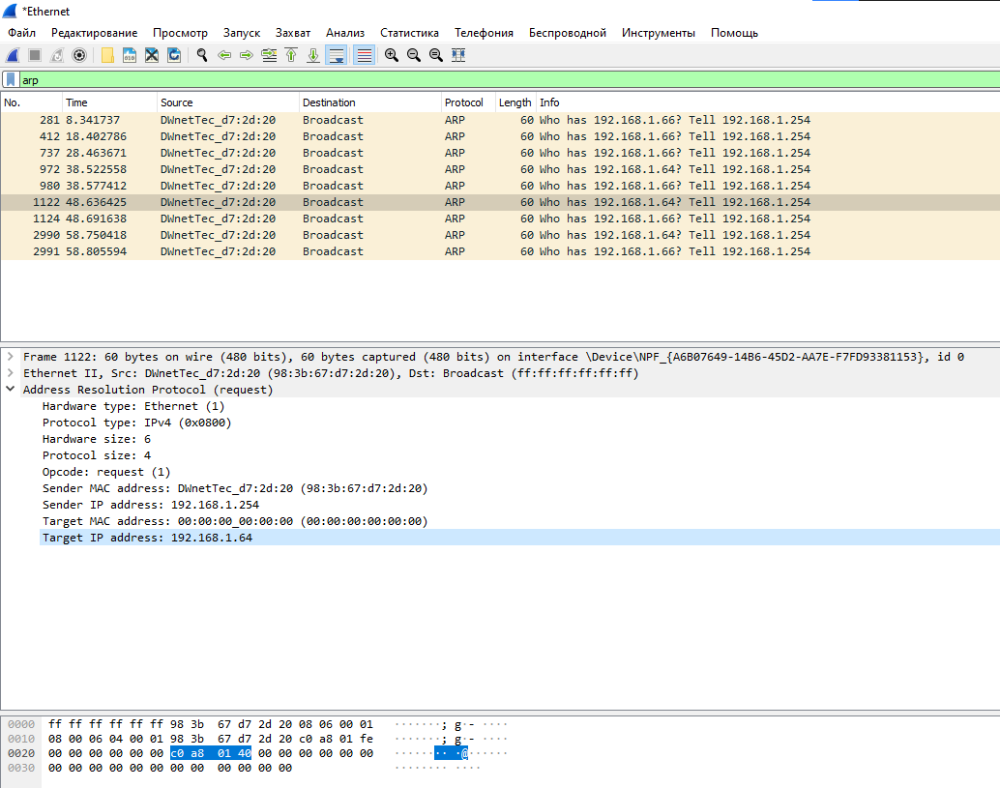 *Ethernet
Файл Редактирование Просмотр Запуск Захват Анализ Статистика Телефония Беспроводной Инструменты Помощь
arp
No. Time Source Destination Protocol Length Info
281 8.341737 DWnetTec_d7:2d:20 Broadcast ARP 60 Who has 192.168.1.66? Tell 192.168.1.254
412 18.402786 DWnetTec_d7:2d:20 Broadcast ARP 60 Who has 192.168.1.66? Tell 192.168.1.254
737 28.463671 DWnetTec_d7:2d:20 Broadcast ARP 60 Who has 192.168.1.66? Tell 192.168.1.254
972 38.522558 DWnetTec_d7:2d:20 Broadcast ARP 60 Who has 192.168.1.64? Tell 192.168.1.254
980 38.577412 DWnetTec_d7:2d:20 Broadcast ARP 60 Who has 192.168.1.66? Tell 192.168.1.254
1122 48.636425 DWnetTec_d7:2d:20 Broadcast ARP 60 Who has 192.168.1.64? Tell 192.168.1.254
1124 48.691638 DWnetTec_d7:2d:20 Broadcast ARP 60 Who has 192.168.1.66? Tell 192.168.1.254
2990 58.750418 DWnetTec_d7:2d:20 Broadcast ARP 60 Who has 192.168.1.64? Tell 192.168.1.254
2991 58.805594 DWnetTec_d7:2d:20 Broadcast ARP 60 Who has 192.168.1.66? Tell 192.168.1.254
Frame 1122: 60 bytes on wire (480 bits), 60 bytes captured (480 bits) on interface \Device\NPF_{A6B07649-14B6-45D2-AA7E-F7FD93381153}, id 0
Ethernet II, Src: DWnetTec_d7:2d:20 (98:3b:67:d7:2d:20), Dst: Broadcast (ff:ff:ff:ff:ff:ff)
Address Resolution Protocol (request)
Hardware type: Ethernet (1)
Protocol type: IPv4 (0x0800)
Hardware size: 6
Protocol size: 4
Opcode: request (1)
Sender MAC address: DWnetTec_d7:2d:20 (98:3b:67:d7:2d:20)
Sender IP address: 192.168.1.254
Target MAC address: 00:00:00_00:00:00 (00:00:00:00:00:00)
Target IP address: 192.168.1.64
0000 ff ff ff ff ff ff 98 3b 67 d7 2d 20 08 06 00 01 ·······; g·- ····
0010 08 00 06 04 00 01 98 3b 67 d7 2d 20 c0 a8 01 fe ·······; g·- ····
0020 00 00 00 00 00 00 c0 a8 01 40 00 00 00 00 00 00 ········ ·@······
0030 00 00 00 00 00 00 00 00 00 00 00 00 ········ ····